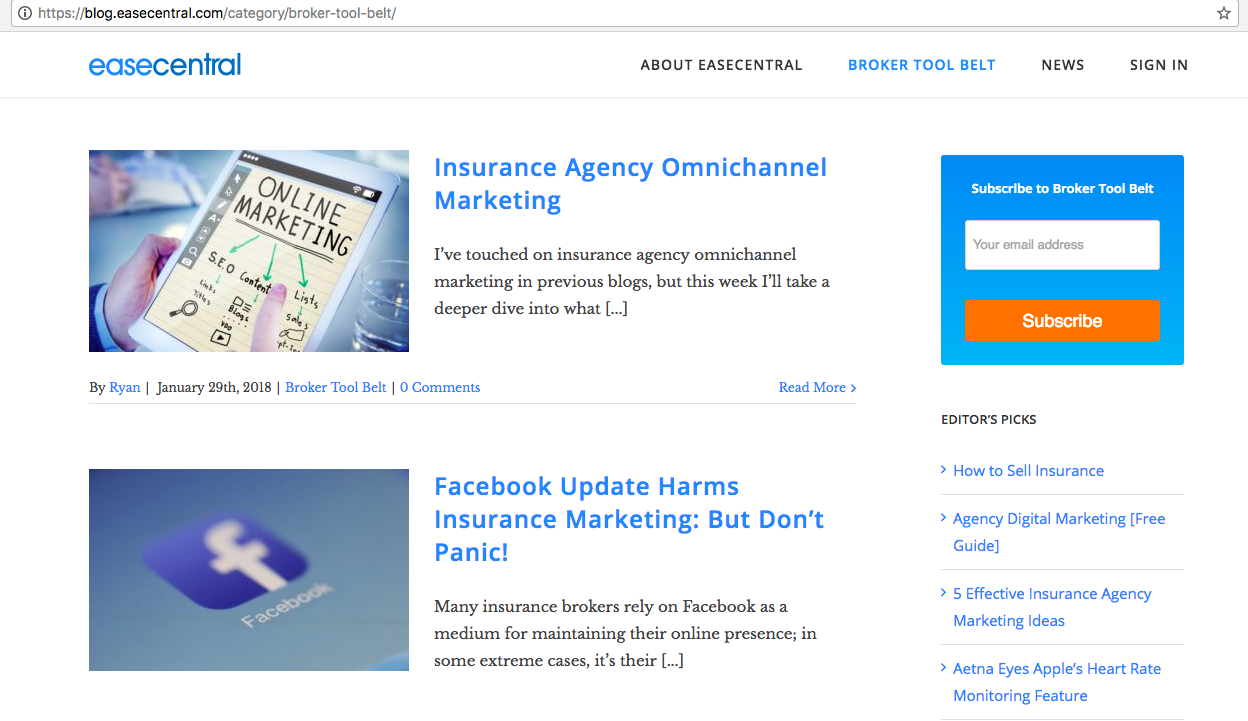 https://blog.easecentral.com/category/broker-tool-belt/
easecentral
ABOUT EASECENTRAL
BROKER TOOL BELT
NEWS
SIGN IN
ONLINE
MARKETING
S.E.O
Content
Lists
Links
Titles
Blogs
Sales
Insurance Agency Omnichannel
Marketing
I’ve touched on insurance agency omnichannel
marketing in previous blogs, but this week I’ll take a
deeper dive into what [...]
By Ryan | January 29th, 2018 | Broker Tool Belt | 0 Comments
Read More >
Facebook
Facebook Update Harms
Insurance Marketing: But Don’t
Panic!
Many insurance brokers rely on Facebook as a
medium for maintaining their online presence; in
some extreme cases, it’s their [...]
Subscribe to Broker Tool Belt
Your email address
Subscribe
EDITOR’S PICKS
> How to Sell Insurance
> Agency Digital Marketing [Free
Guide]
> 5 Effective Insurance Agency
Marketing Ideas
> Aetna Eyes Apple’s Heart Rate
Monitoring Feature